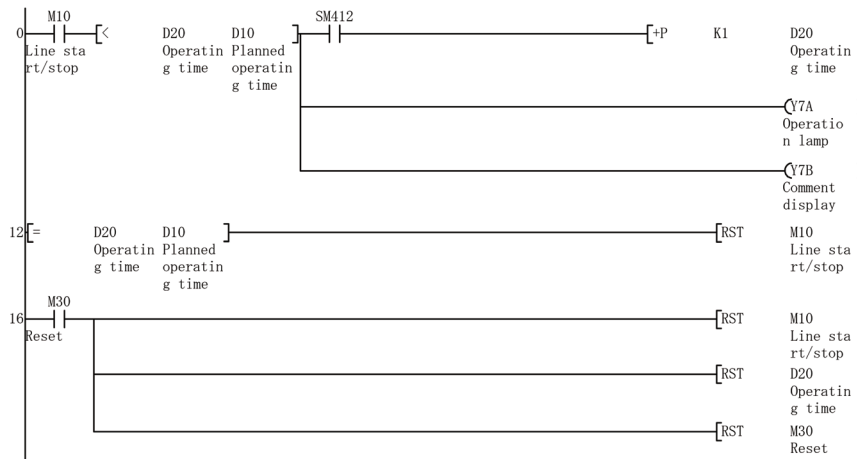 M10 SM412
0 < D20 D10 +P K1 D20
Line sta Operatin Planned Operatin
rt/stop g time operatin g time
g time
Y7A
Operatio
n lamp
Y7B
Comment
display
12 = D20 D10 RST M10
Operatin Planned Line sta
g time operatin rt/stop
g time
M30
16 RST M10
Reset Line sta
rt/stop
RST D20
Operatin
g time
RST M30
Reset